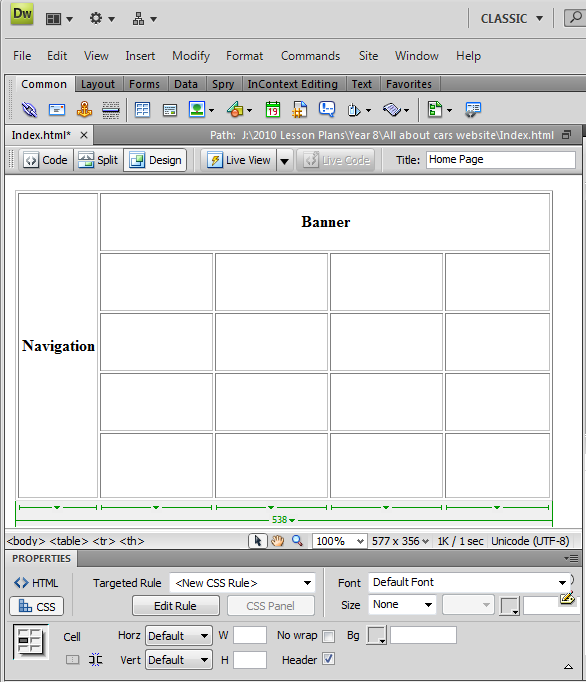 Dw CLASSIC
File Edit View Insert Modify Format Commands Site Window Help
Common Layout Forms Data Spry InContext Editing Text Favorites
19
Index.html* × Path: J:\2010 Lesson Plans\Year 8\All about cars website\Index.html
Code Split Design Live View Live Code Title: Home Page
Banner
Navigation
538
<body> <table> <tr> <th> 100% 577 x 356 1K / 1 sec Unicode (UTF-8)
PROPERTIES
<> HTML Targeted Rule <New CSS Rule> Font Default Font
CSS Edit Rule CSS Panel Size None
Cell Horz Default W No wrap Bg
Vert Default H Header